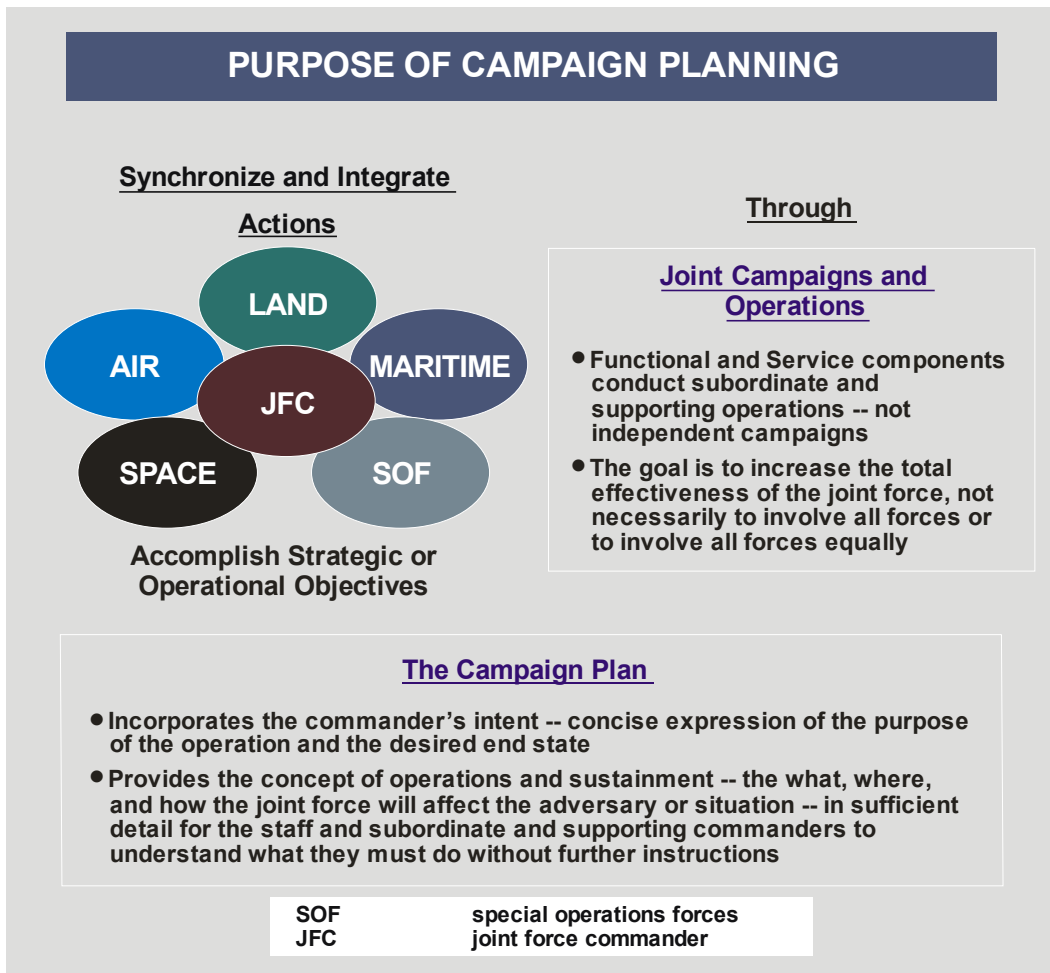 PURPOSE OF CAMPAIGN PLANNING
Synchronize and Integrate
Actions
LAND
AIR
MARITIME
JFC
SPACE
SOF
Accomplish Strategic or
Operational Objectives
Through
Joint Campaigns and
Operations
• Functional and Service components
conduct subordinate and
supporting operations -- not
independent campaigns
• The goal is to increase the total
effectiveness of the joint force, not
necessarily to involve all forces or
to involve all forces equally
The Campaign Plan
• Incorporates the commander's intent -- concise expression of the purpose
of the operation and the desired end state
• Provides the concept of operations and sustainment -- the what, where,
and how the joint force will affect the adversary or situation -- in sufficient
detail for the staff and subordinate and supporting commanders to
understand what they must do without further instructions
SOF special operations forces
JFC joint force commander